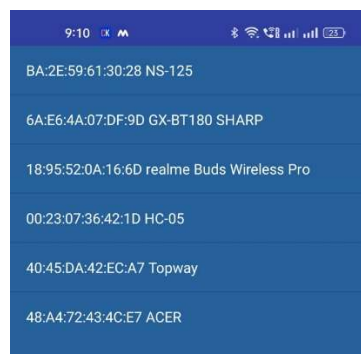 9:10
23
BA:2E:59:61:30:28 NS-125
6A:E6:4A:07:DF:9D GX-BT180 SHARP
18:95:52:0A:16:6D realme Buds Wireless Pro
00:23:07:36:42:1D HC-05
40:45:DA:42:EC:A7 Topway
48:A4:72:43:4C:E7 ACER